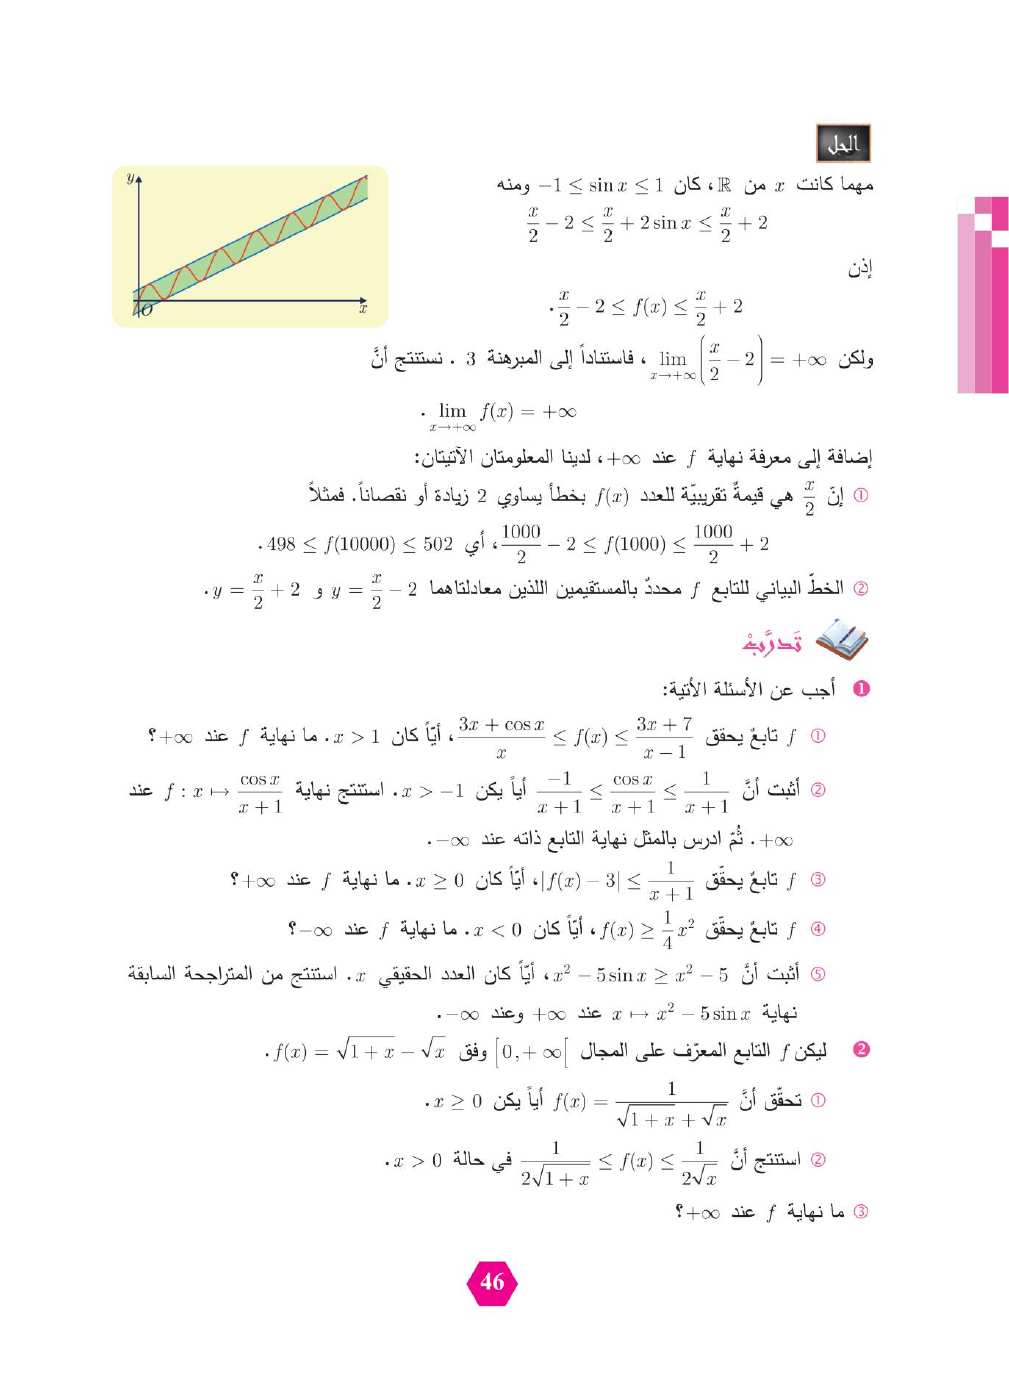 الحل
مهما كانت x من ℝ، كان −1 ≤ sin x ≤ 1 ومنه
x/2 − 2 ≤ x/2 + 2 sin x ≤ x/2 + 2
إذن
x/2 − 2 ≤ f(x) ≤ x/2 + 2.
ولكن lim_{x→+∞} (x/2 − 2) = +∞، فاستناداً إلى المبرهنة 3. نستنتج أنَّ
lim_{x→+∞} f(x) = +∞.
y
O
x
إضافة إلى معرفة نهاية f عند +∞، لدينا المعلومتان الآتيتان:
① إنّ x/2 هي قيمةٌ تقريبيّة للعدد f(x) بخطأ يساوي 2 زيادة أو نقصاناً. فمثلاً
1000/2 − 2 ≤ f(1000) ≤ 1000/2 + 2، أي 498 ≤ f(10000) ≤ 502.
② الخطّ البياني للتابع f محددٌ بالمستقيمين اللذين معادلتاهما y = x/2 − 2 و y = x/2 + 2.
تَدرَّبْ
❶ أجب عن الأسئلة الأتية:
① f تابعٌ يحقق (3x + cos x)/x ≤ f(x) ≤ (3x + 7)/(x − 1)، أيّاً كان x > 1. ما نهاية f عند +∞؟
② أثبت أنَّ −1/(x + 1) ≤ cos x/(x + 1) ≤ 1/(x + 1) أياً يكن x > −1. استنتج نهاية f : x ↦ cos x/(x + 1) عند
+∞. ثُمّ ادرس بالمثل نهاية التابع ذاته عند −∞.
③ f تابعٌ يحقّق |f(x) − 3| ≤ 1/(x + 1)، أيّاً كان x ≥ 0. ما نهاية f عند +∞؟
④ f تابعٌ يحقّق f(x) ≥ 1/4 x²، أيّاً كان x < 0. ما نهاية f عند −∞؟
⑤ أثبت أنَّ x² − 5 sin x ≥ x² − 5، أيّاً كان العدد الحقيقي x. استنتج من المتراجحة السابقة
نهاية x ↦ x² − 5 sin x عند +∞ وعند −∞.
❷ ليكن f التابع المعرّف على المجال [0, +∞[ وفق f(x) = √(1 + x) − √x.
① تحقّق أنَّ f(x) = 1/(√(1 + x) + √x) أياً يكن x ≥ 0.
② استنتج أنَّ 1/(2√(1 + x)) ≤ f(x) ≤ 1/(2√x) في حالة x > 0.
③ ما نهاية f عند +∞؟
46